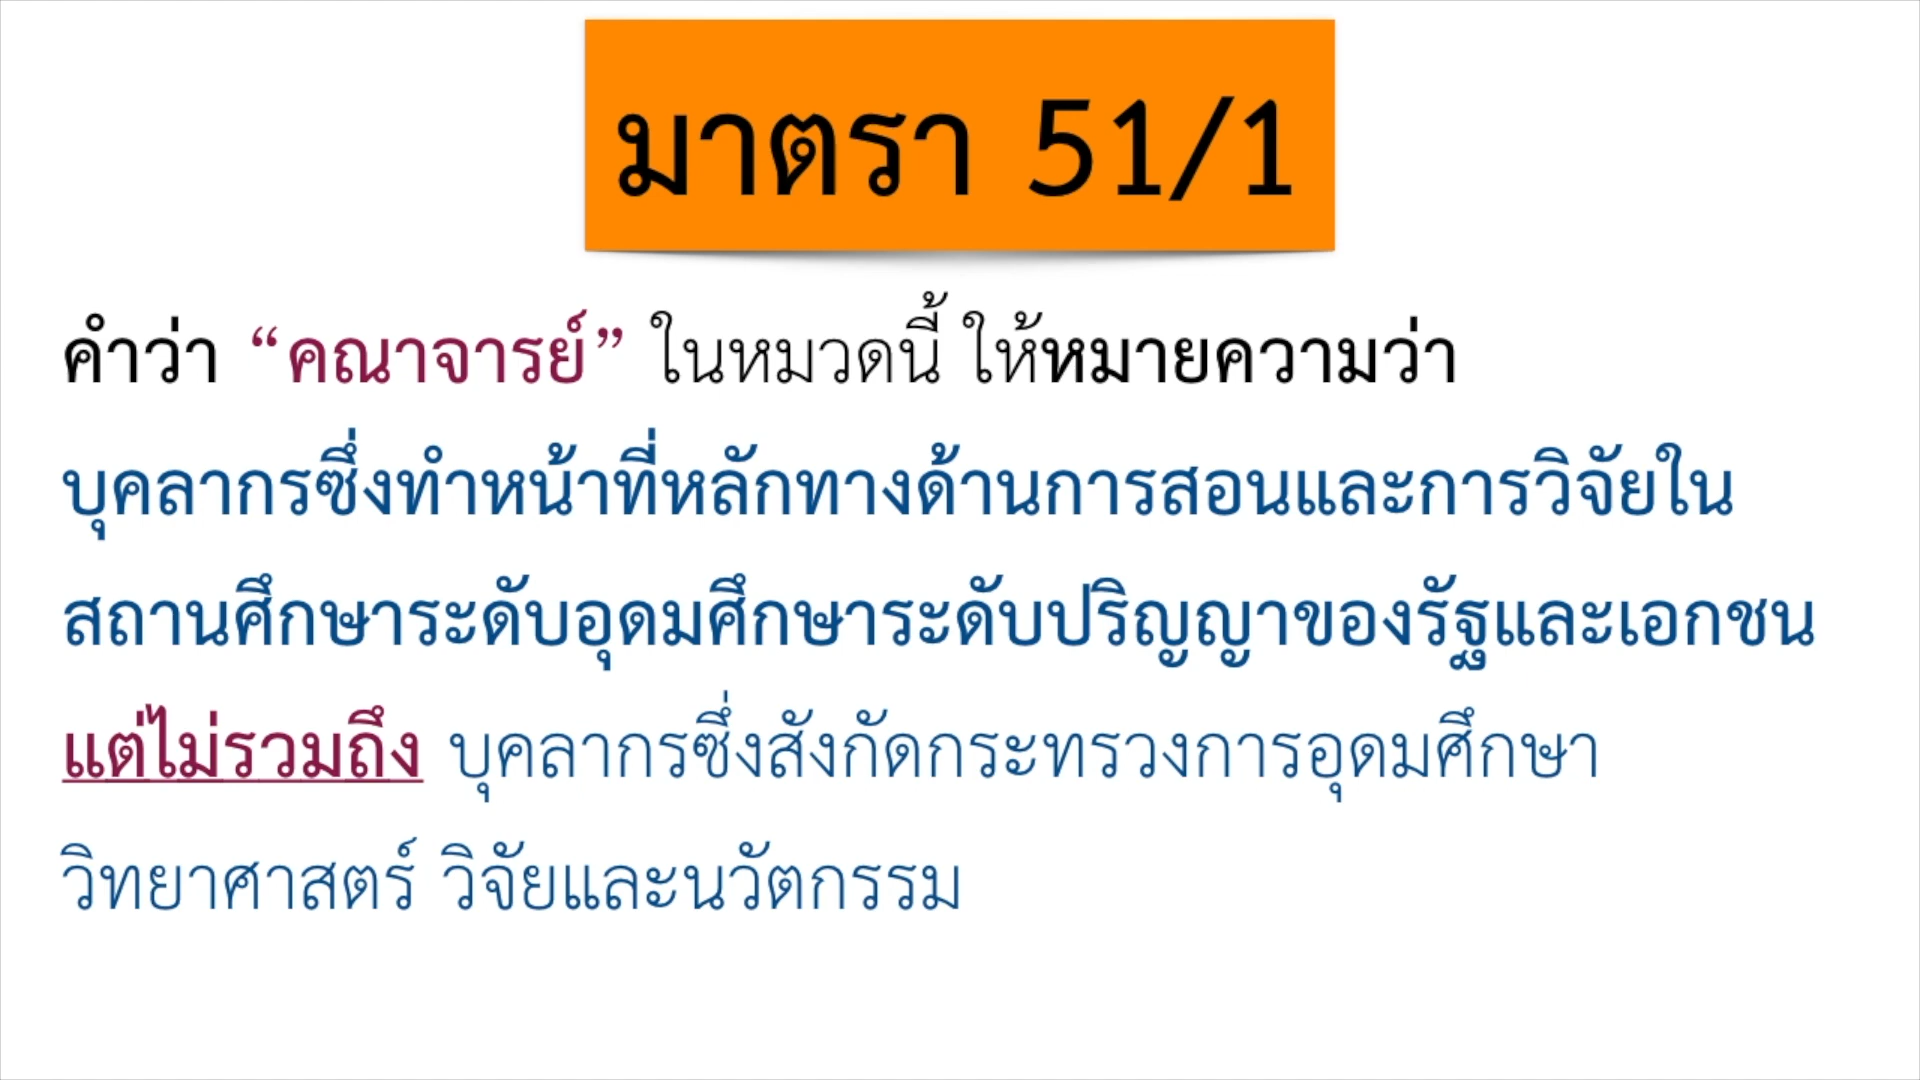 มาตรา 51/1
คำว่า “คณาจารย์” ในหมวดนี้ ให้หมายความว่า
บุคลากรซึ่งทำหน้าที่หลักทางด้านการสอนและการวิจัยใน
สถานศึกษาระดับอุดมศึกษาระดับปริญญาของรัฐและเอกชน
แต่ไม่รวมถึง บุคลากรซึ่งสังกัดกระทรวงการอุดมศึกษา
วิทยาศาสตร์ วิจัยและนวัตกรรม